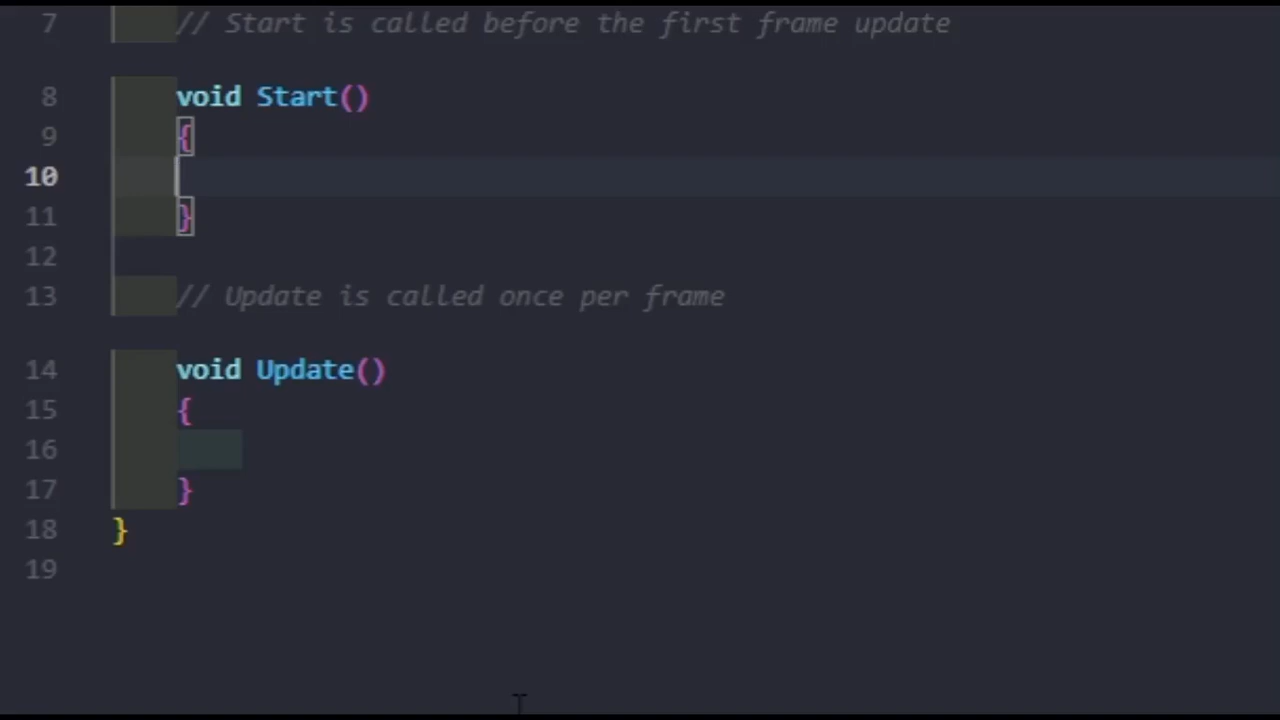 7 // Start is called before the first frame update
8 void Start()
9 {
10
11 }
12
13 // Update is called once per frame
14 void Update()
15 {
16
17 }
18 }
19